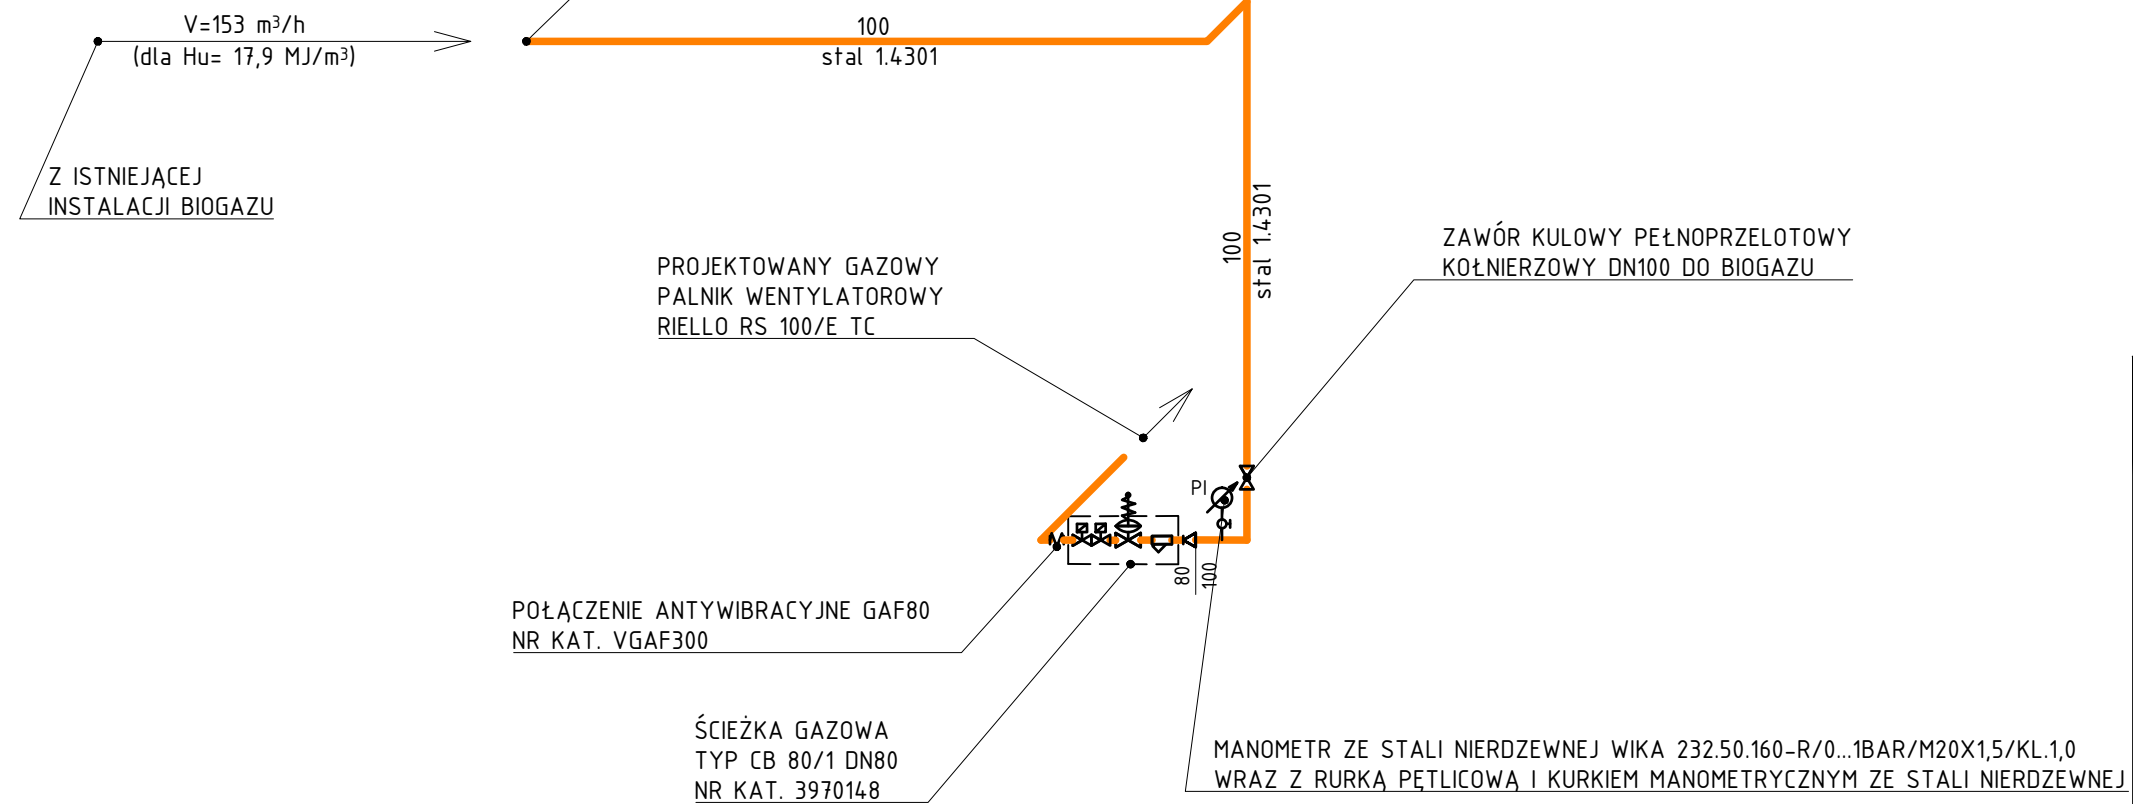 V=153 m³/h
(dla Hu= 17,9 MJ/m³)
100
stal 1.4301
Z ISTNIEJĄCEJ
INSTALACJI BIOGAZU
100
stal 1.4301
ZAWÓR KULOWY PEŁNOPRZELOTOWY
KOŁNIERZOWY DN100 DO BIOGAZU
PROJEKTOWANY GAZOWY
PALNIK WENTYLATOROWY
RIELLO RS 100/E TC
PI
80
100
POŁĄCZENIE ANTYWIBRACYJNE GAF80
NR KAT. VGAF300
ŚCIEŻKA GAZOWA
TYP CB 80/1 DN80
NR KAT. 3970148
MANOMETR ZE STALI NIERDZEWNEJ WIKA 232.50.160-R/0...1BAR/M20X1,5/KL.1,0
WRAZ Z RURKĄ PĘTLICOWĄ I KURKIEM MANOMETRYCZNYM ZE STALI NIERDZEWNEJ